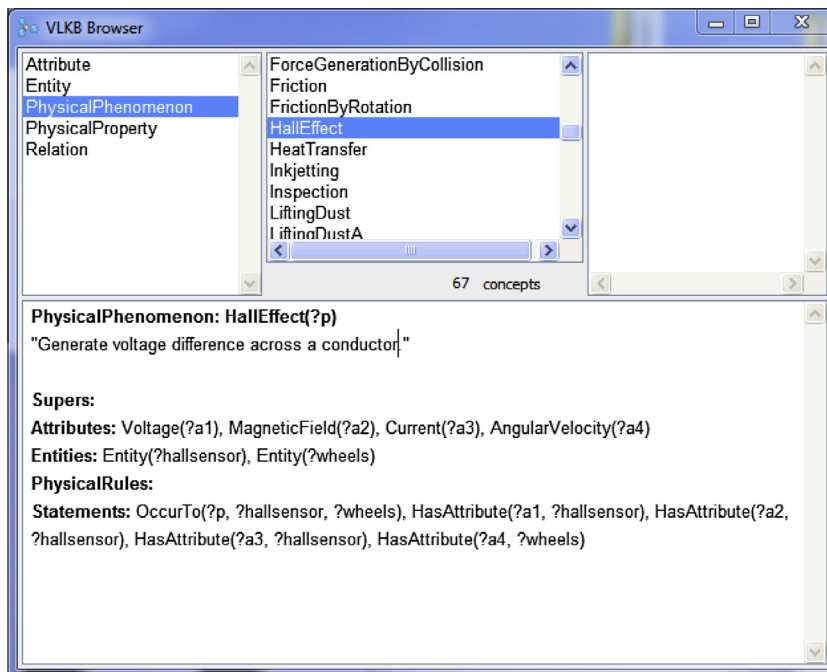 VLKB Browser
Attribute
Entity
PhysicalPhenomenon
PhysicalProperty
Relation
ForceGenerationByCollision
Friction
FrictionByRotation
HallEffect
HeatTransfer
Inkjetting
Inspection
LiftingDust
LiftingDustA
67 concepts
PhysicalPhenomenon: HallEffect(?p)
"Generate voltage difference across a conductor."
Supers:
Attributes: Voltage(?a1), MagneticField(?a2), Current(?a3), AngularVelocity(?a4)
Entities: Entity(?hallsensor), Entity(?wheels)
PhysicalRules:
Statements: OccurTo(?p, ?hallsensor, ?wheels), HasAttribute(?a1, ?hallsensor), HasAttribute(?a2,
?hallsensor), HasAttribute(?a3, ?hallsensor), HasAttribute(?a4, ?wheels)